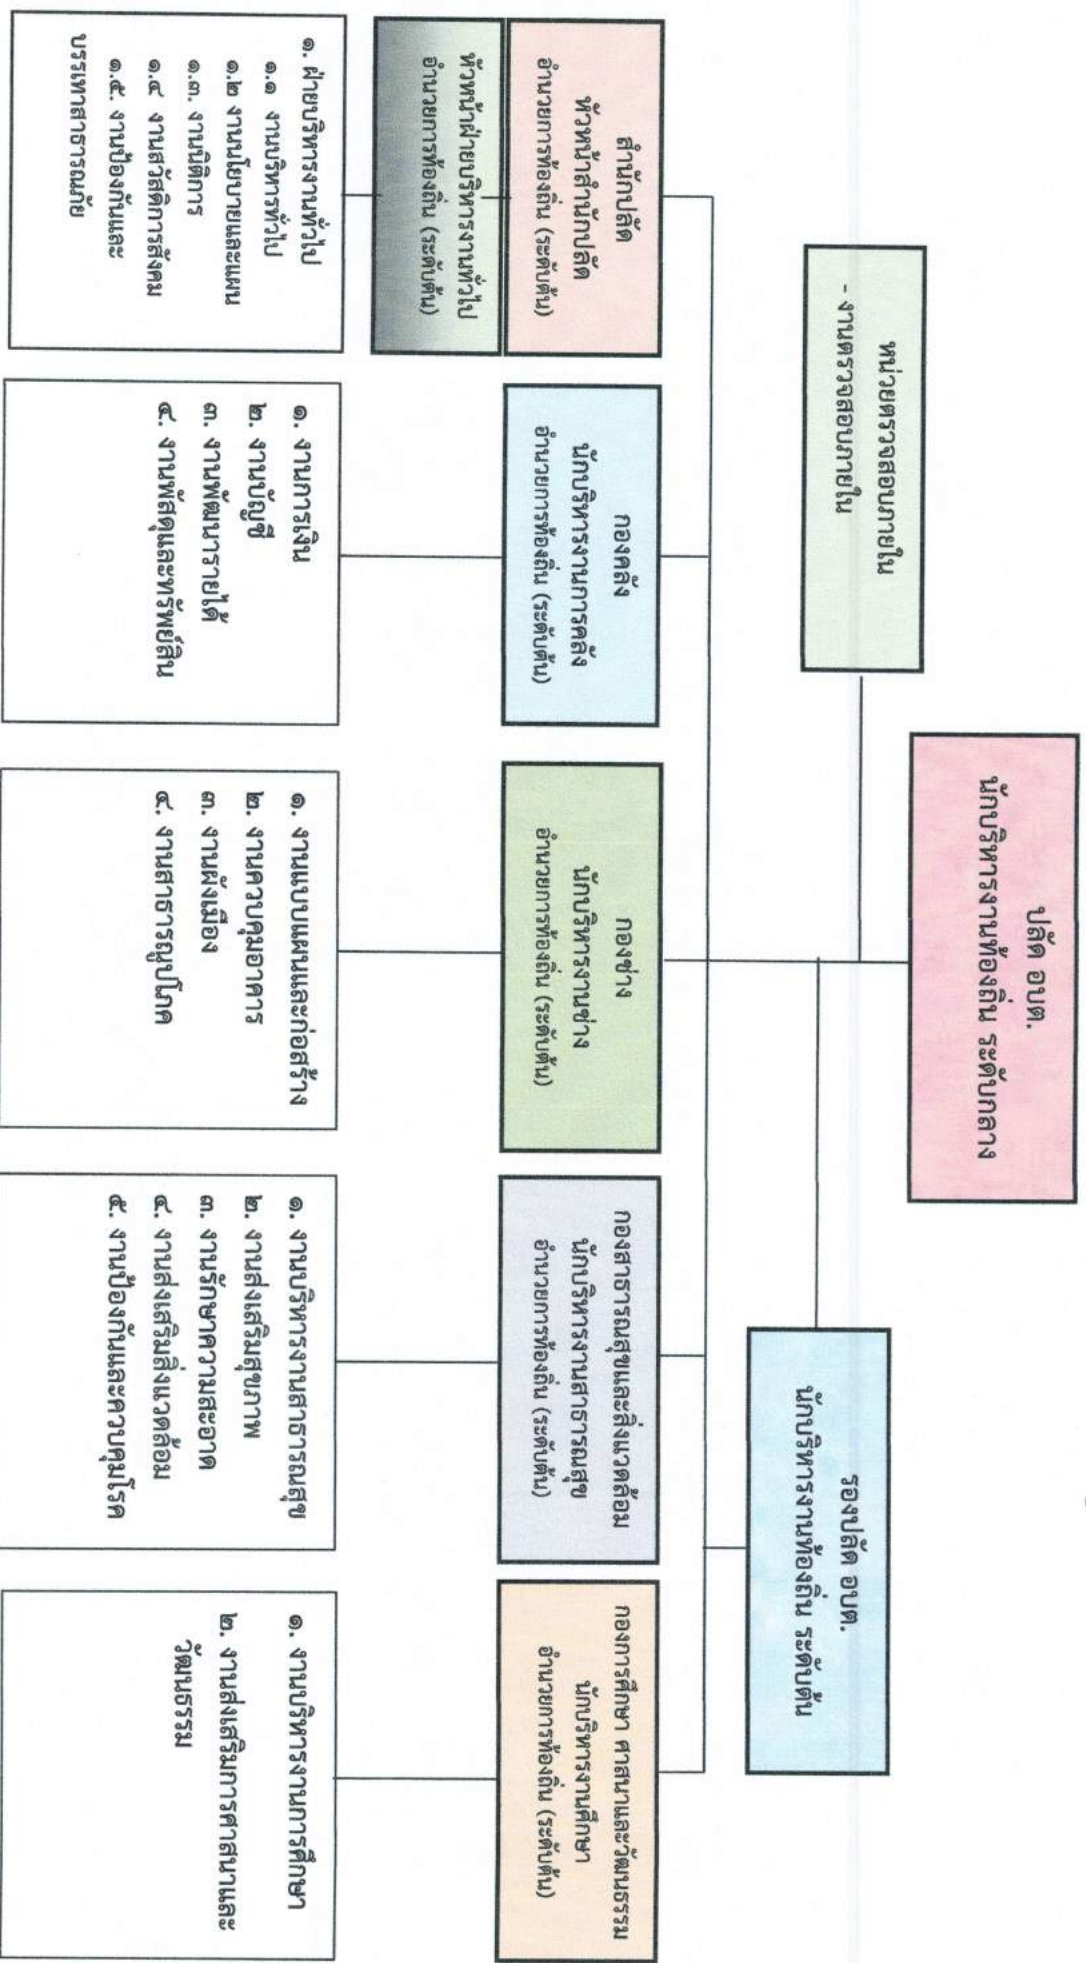 ปลัด อบต.
นักบริหารงานท้องถิ่น ระดับกลาง
หน่วยตรวจสอบภายใน
- งานตรวจสอบภายใน
รองปลัด อบต.
นักบริหารงานท้องถิ่น ระดับต้น
สำนักปลัด
หัวหน้าสำนักปลัด
อำนวยการท้องถิ่น (ระดับต้น)
หัวหน้าฝ่ายบริหารงานทั่วไป
อำนวยการท้องถิ่น (ระดับต้น)
๑. ฝ่ายบริหารงานทั่วไป
๑.๑ งานบริหารทั่วไป
๑.๒ งานนโยบายและแผน
๑.๓. งานนิติการ
๑.๔ งานสวัสดิการสังคม
๑.๕. งานป้องกันและ
บรรเทาสาธารณภัย
กองคลัง
นักบริหารงานการคลัง
อำนวยการท้องถิ่น (ระดับต้น)
๑. งานการเงิน
๒. งานบัญชี
๓. งานพัฒนารายได้
๔. งานพัสดุและทรัพย์สิน
กองช่าง
นักบริหารงานช่าง
อำนวยการท้องถิ่น (ระดับต้น)
๑. งานแบบแผนและก่อสร้าง
๒. งานควบคุมอาคาร
๓. งานผังเมือง
๔. งานสาธารณูปโภค
กองสาธารณสุขและสิ่งแวดล้อม
นักบริหารงานสาธารณสุข
อำนวยการท้องถิ่น (ระดับต้น)
๑. งานบริหารงานสาธารณสุข
๒. งานส่งเสริมสุขภาพ
๓. งานรักษาความสะอาด
๔. งานส่งเสริมสิ่งแวดล้อม
๕. งานป้องกันและควบคุมโรค
กองการศึกษา ศาสนาและวัฒนธรรม
นักบริหารงานศึกษา
อำนวยการท้องถิ่น (ระดับต้น)
๑. งานบริหารงานการศึกษา
๒. งานส่งเสริมการศาสนาและ
วัฒนธรรม